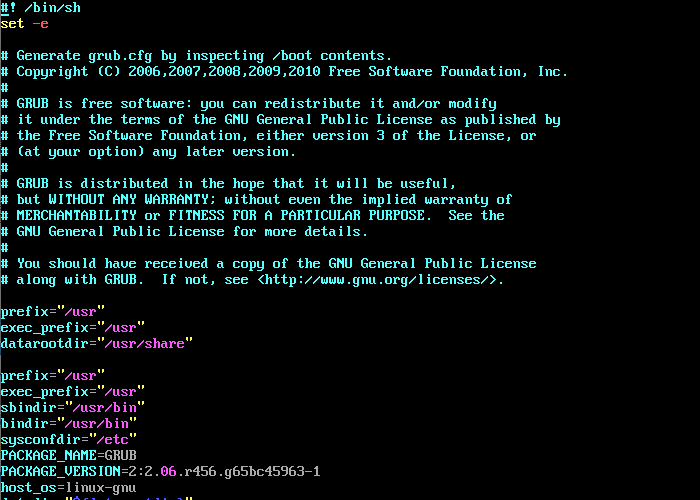 #! /bin/sh
set -e
# Generate grub.cfg by inspecting /boot contents.
# Copyright (C) 2006,2007,2008,2009,2010 Free Software Foundation, Inc.
#
# GRUB is free software: you can redistribute it and/or modify
# it under the terms of the GNU General Public License as published by
# the Free Software Foundation, either version 3 of the License, or
# (at your option) any later version.
#
# GRUB is distributed in the hope that it will be useful,
# but WITHOUT ANY WARRANTY; without even the implied warranty of
# MERCHANTABILITY or FITNESS FOR A PARTICULAR PURPOSE.  See the
# GNU General Public License for more details.
#
# You should have received a copy of the GNU General Public License
# along with GRUB.  If not, see <http://www.gnu.org/licenses/>.
prefix="/usr"
exec_prefix="/usr"
datarootdir="/usr/share"
prefix="/usr"
exec_prefix="/usr"
sbindir="/usr/bin"
bindir="/usr/bin"
sysconfdir="/etc"
PACKAGE_NAME=GRUB
PACKAGE_VERSION=2:2.06.r456.g65bc45963-1
host_os=linux-gnu